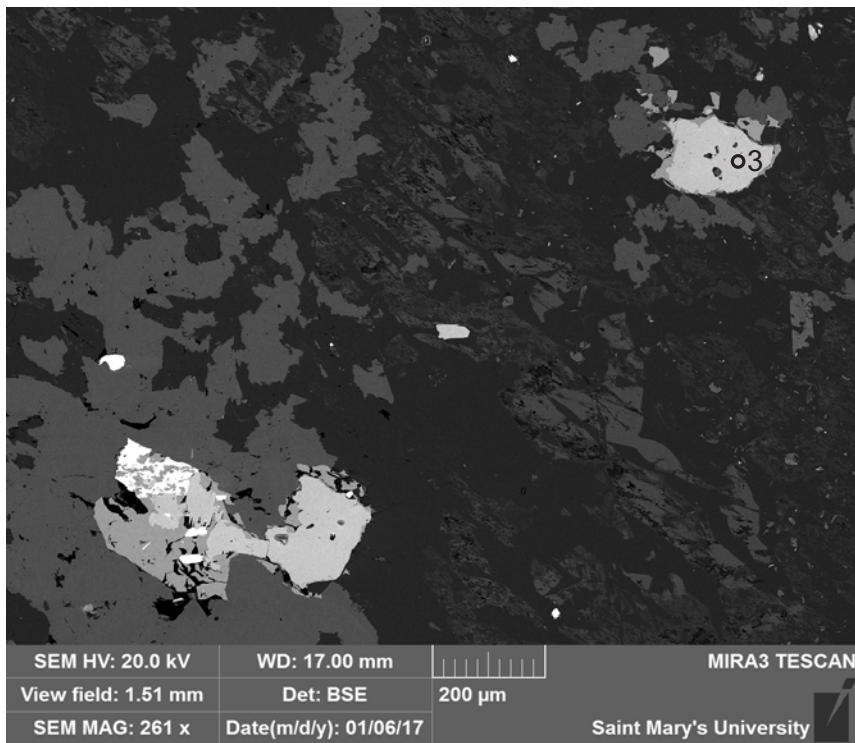 3
SEM HV: 20.0 kV WD: 17.00 mm MIRA3 TESCAN
View field: 1.51 mm Det: BSE 200 µm
SEM MAG: 261 x Date(m/d/y): 01/06/17 Saint Mary's University